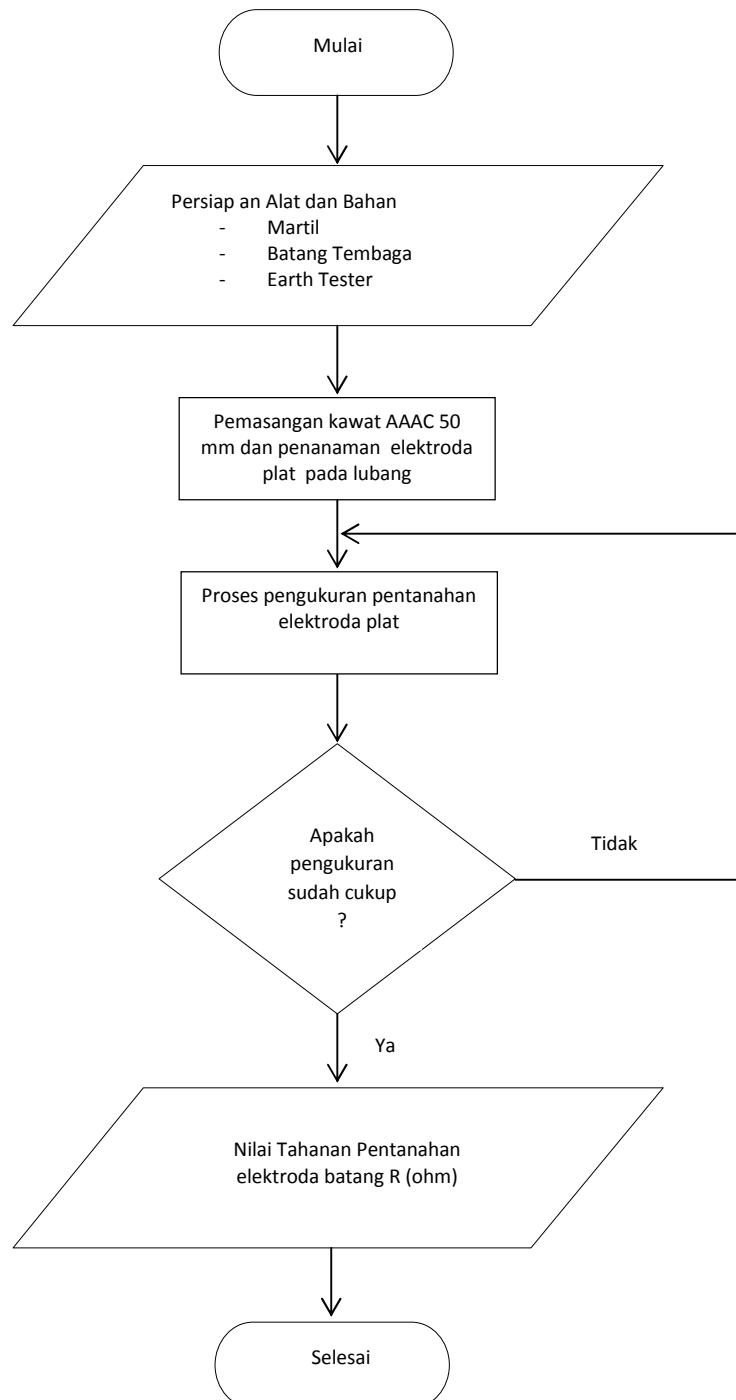 Mulai
Persiap an Alat dan Bahan
- Martil
- Batang Tembaga
- Earth Tester
Pemasangan kawat AAAC 50
mm dan penanaman elektroda
plat pada lubang
Proses pengukuran pentanahan
elektroda plat
Apakah
pengukuran
sudah cukup
?
Tidak
Ya
Nilai Tahanan Pentanahan
elektroda batang R (ohm)
Selesai